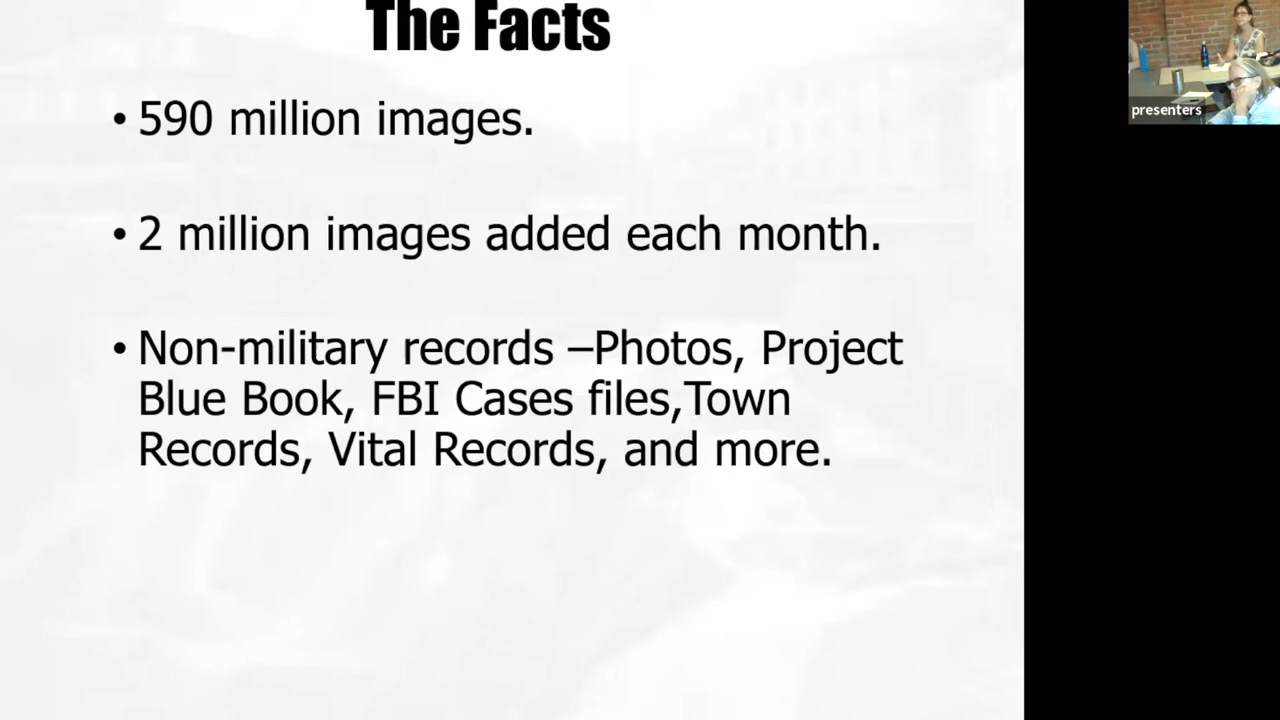 The Facts
• 590 million images.
• 2 million images added each month.
• Non-military records –Photos, Project
Blue Book, FBI Cases files,Town
Records, Vital Records, and more.
presenters